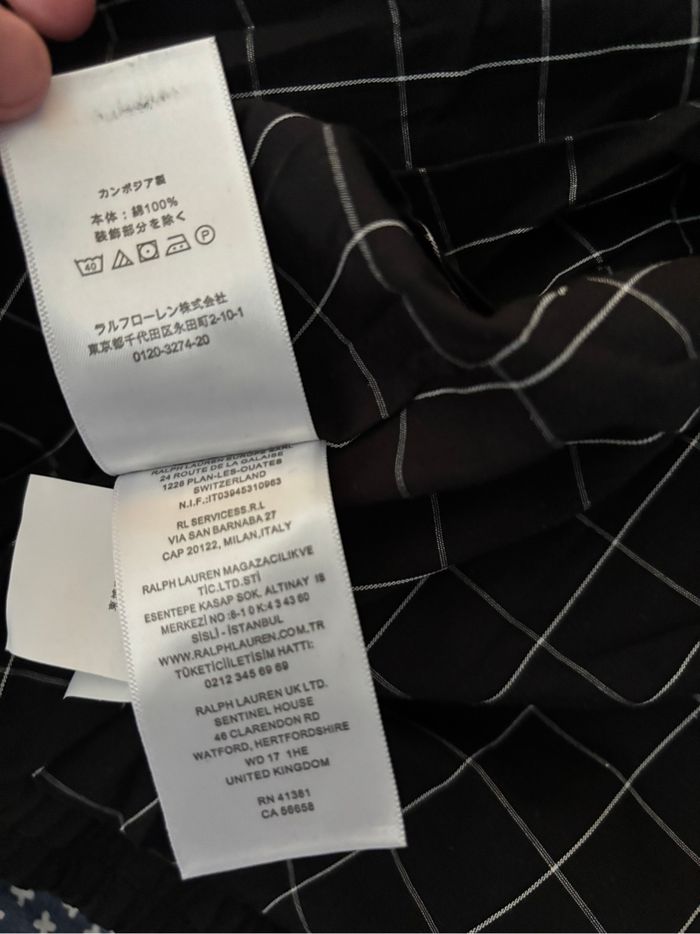 カンボジア製
本体：綿100%
装飾部分を除く
40 P
ラルフローレン株式会社
東京都千代田区永田町2-10-1
0120-3274-20
RALPH LAUREN EUROPE SARL
24 ROUTE DE LA GALAISE
1228 PLAN-LES-OUATES
SWITZERLAND
N.I.F.:IT03945310963
RL SERVICESS.R.L
VIA SAN BARNABA 27
CAP 20122, MILAN,ITALY
RALPH LAUREN MAGAZACILIKVE
TİC.LTD.STİ
ESENTEPE KASAP SOK. ALTINAY IS
MERKEZİ NO :8-1 0 K:4 3 43 60
SİSLİ - İSTANBUL
WWW.RALPHLAUREN.COM.TR
TÜKETİCİİLETİSİM HATTI:
0212 345 69 69
RALPH LAUREN UK LTD.
SENTINEL HOUSE
46 CLARENDON RD
WATFORD, HERTFORDSHIRE
WD 17 1HE
UNITED KINGDOM
RN 41381
CA 56658